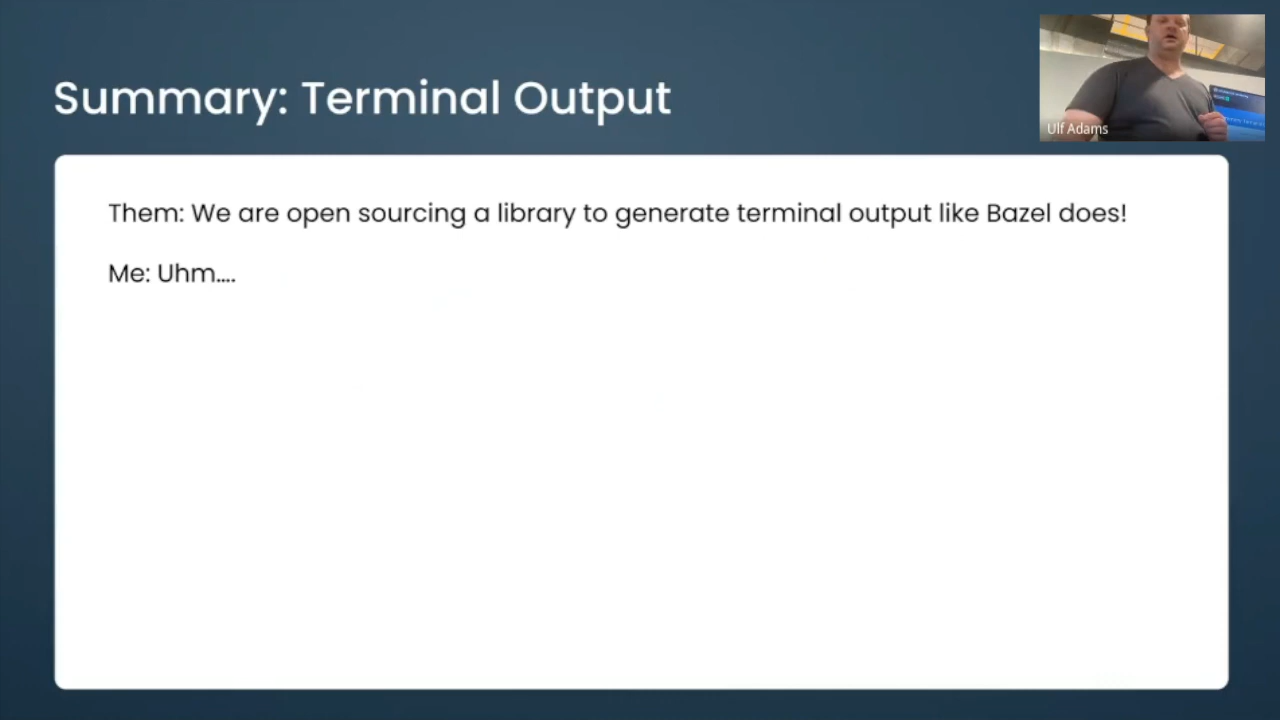 Summary: Terminal Output
Ulf Adams
Them: We are open sourcing a library to generate terminal output like Bazel does!
Me: Uhm....